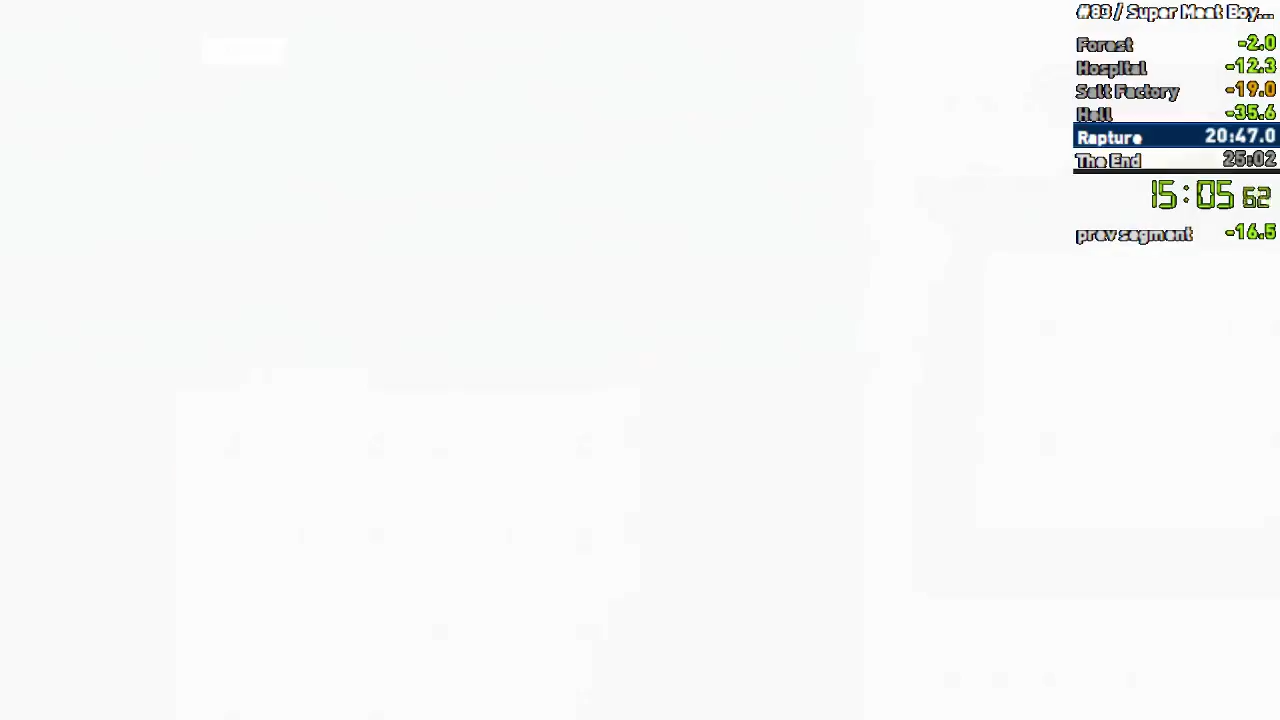 #83 / Super Meat Boy...
Forest -2.0
Hospital -12.3
Salt Factory -19.0
Hell -35.6
Rapture 20:47.0
The End 25:02
15:05 62
prev segment -16.5